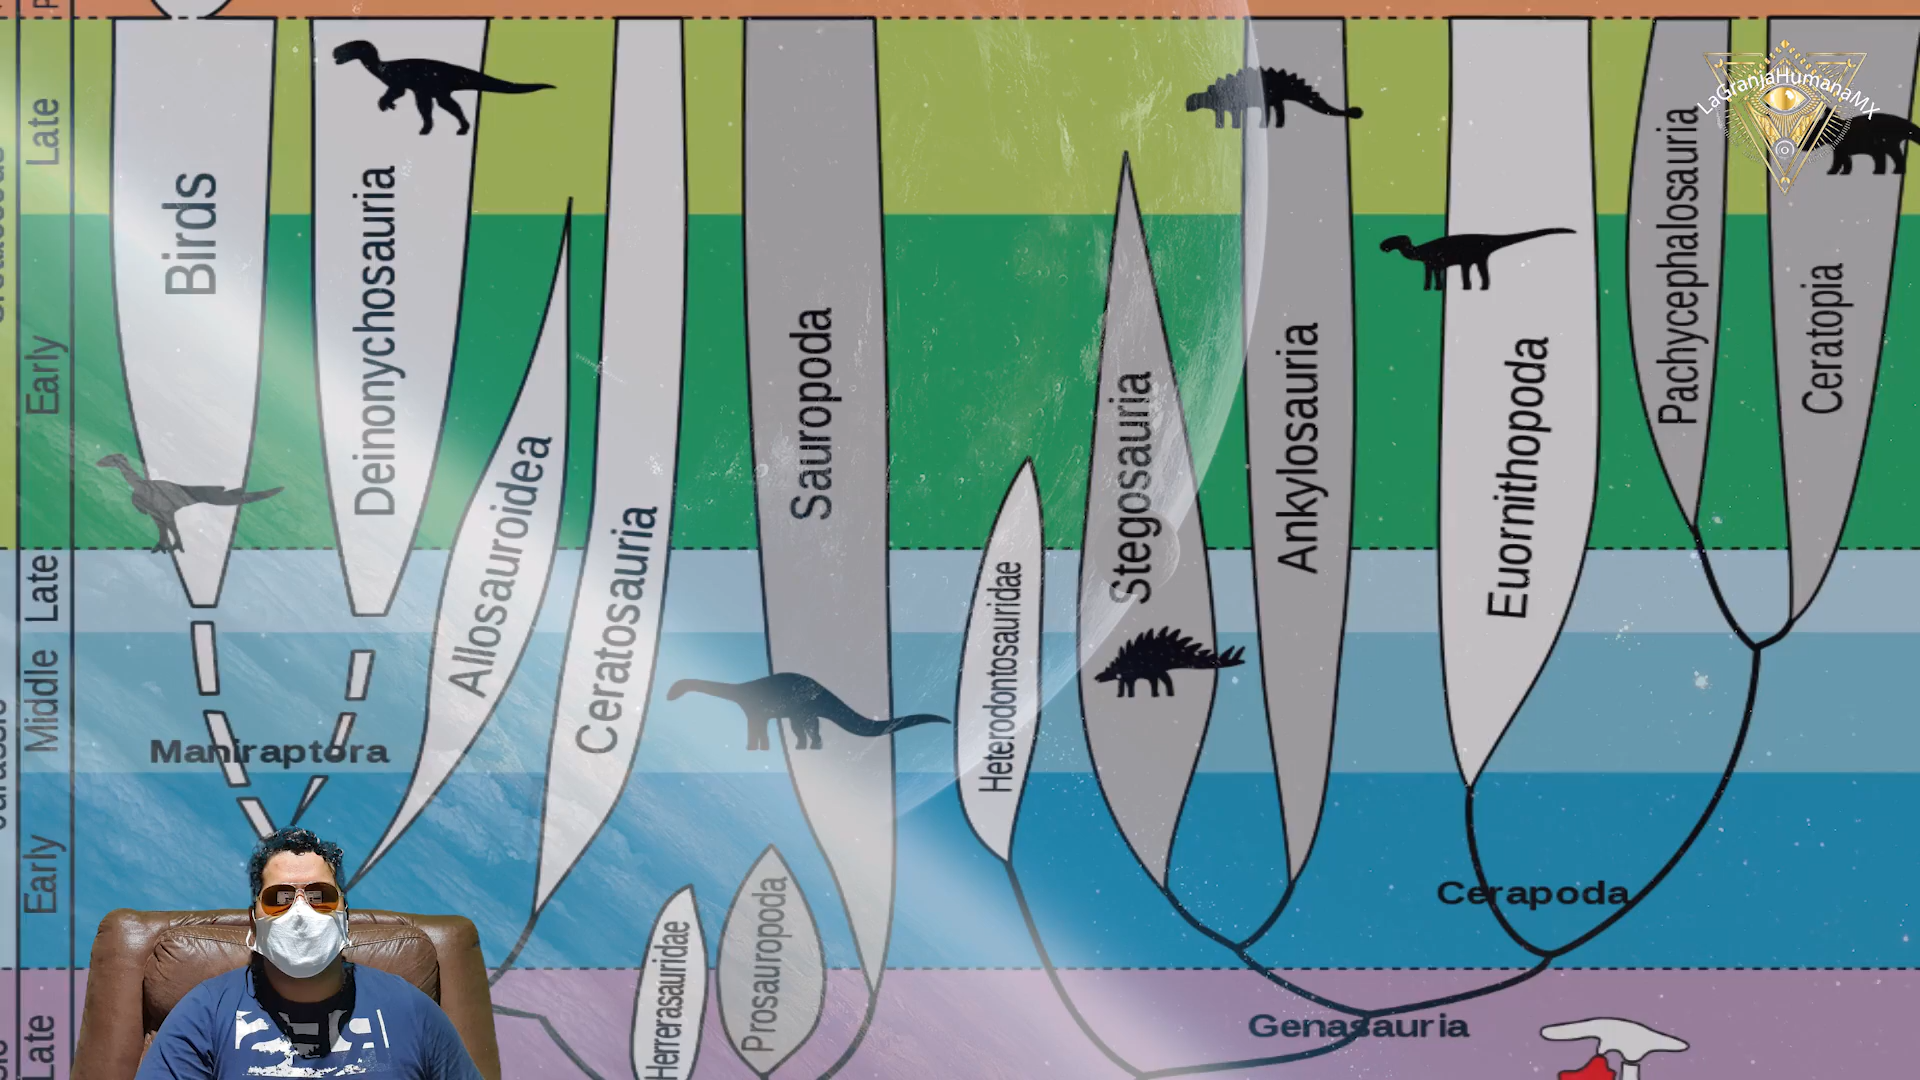 Late
Early
Late
Middle
Early
Late
Birds
Deinonychosauria
Allosauroidea
Ceratosauria
Sauropoda
Heterodontosauridae
Stegosauria
Ankylosauria
Euornithopoda
Pachycephalosauria
Ceratopia
LaGranjaHumanaMX
Maniraptora
Herrerasauridae
Prosauropoda
Cerapoda
Genasauria